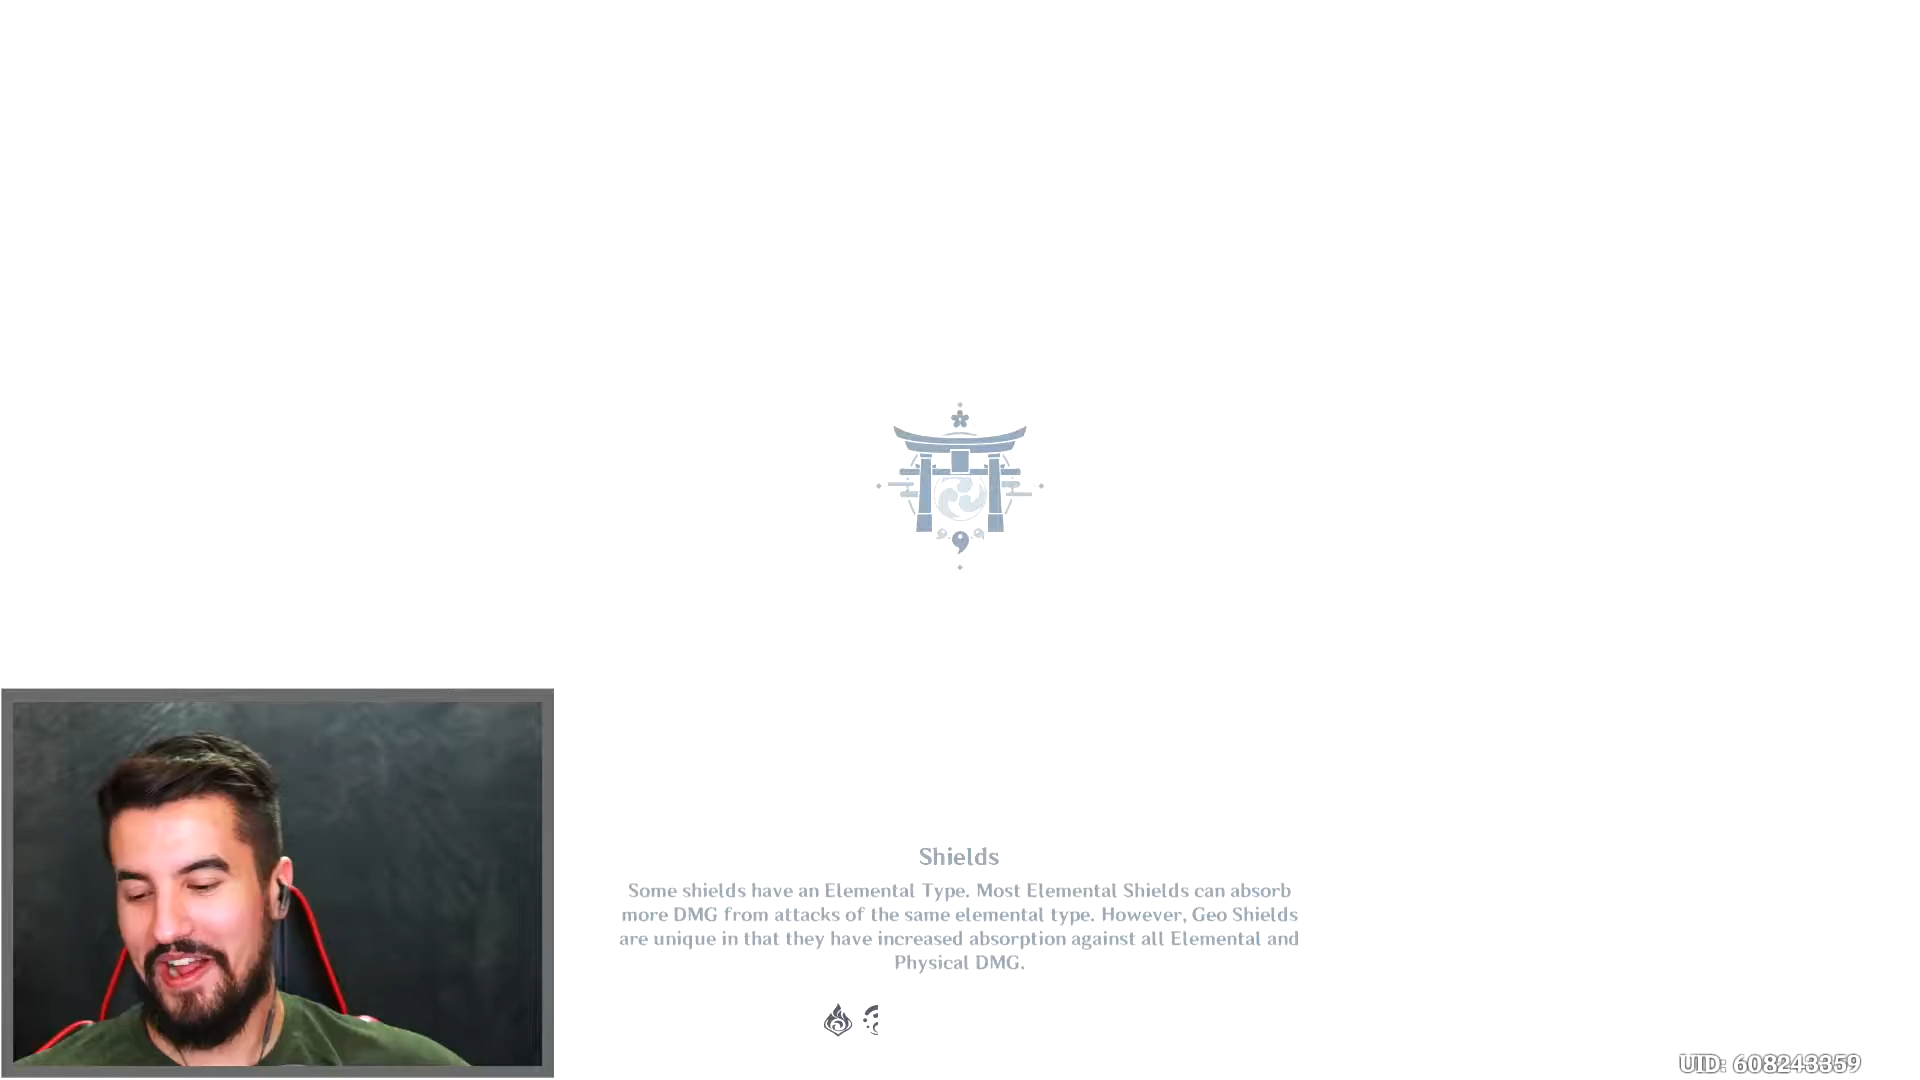 Shields
Some shields have an Elemental Type. Most Elemental Shields can absorb
more DMG from attacks of the same elemental type. However, Geo Shields
are unique in that they have increased absorption against all Elemental and
Physical DMG.
UID: 608243359